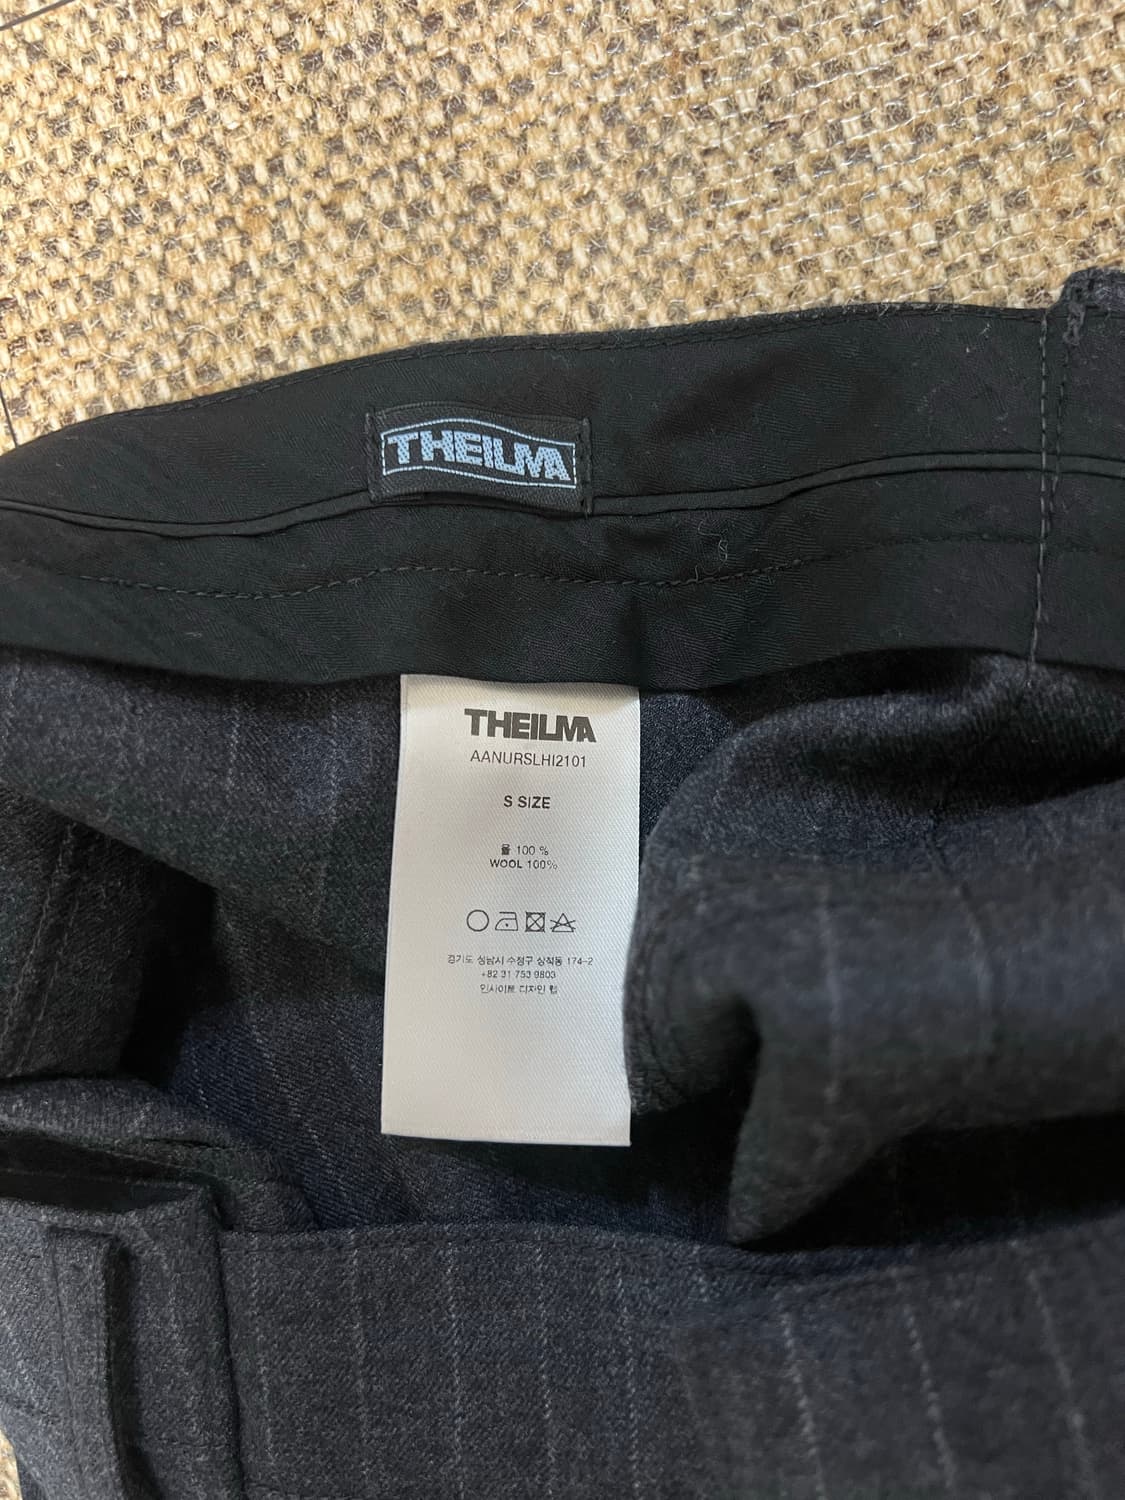 THEILMA
THEILMA
AANURSLHI2101
S SIZE
울 100 %
WOOL 100%
경기도 성남시 수정구 상적동 174-2
+82 31 753 9803
인사이트 디자인 랩